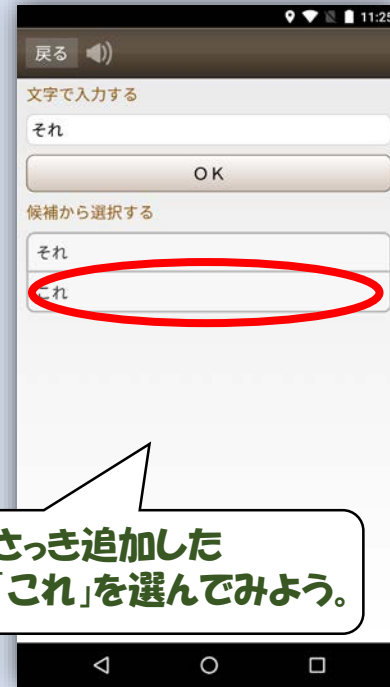 11:25
戻る
文字で入力する
それ
OK
候補から選択する
それ
これ
さっき追加した
「これ」を選んでみよう。